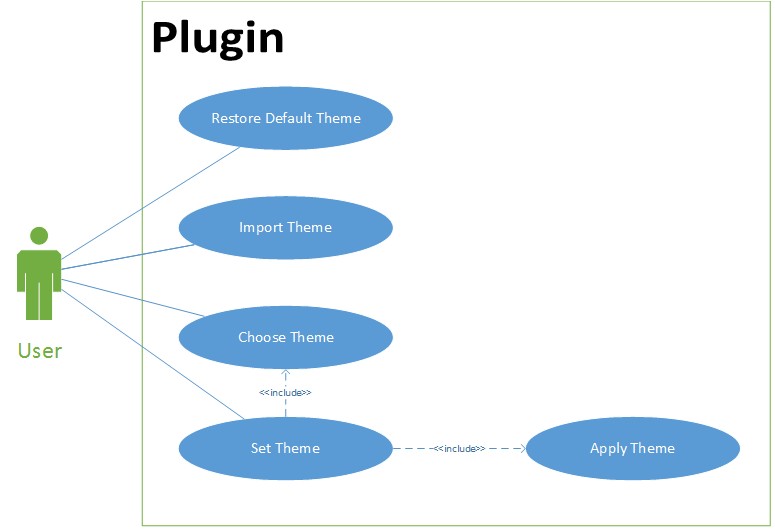 Plugin
Restore Default Theme
Import Theme
Choose Theme
User
<<include>>
Set Theme
<<include>>
Apply Theme